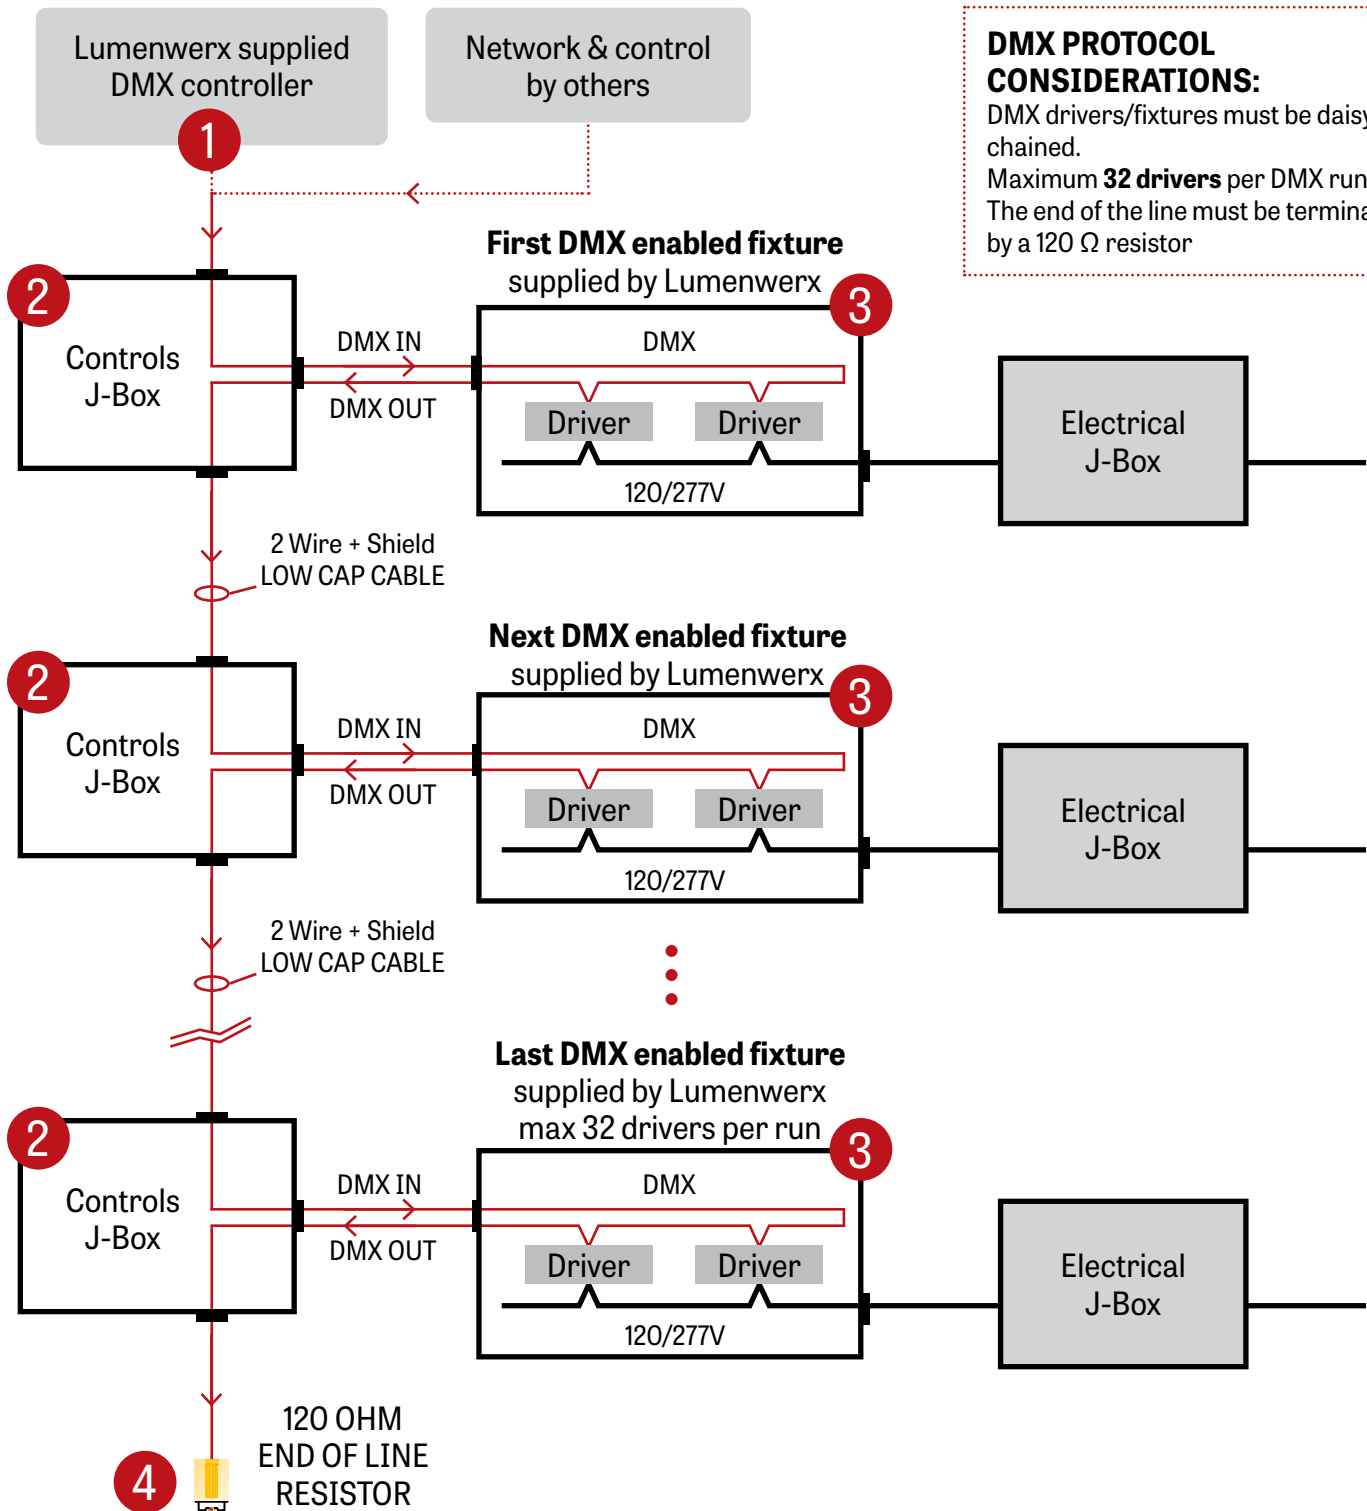 Lumenwerx supplied
DMX controller
1
Network & control
by others
DMX PROTOCOL
CONSIDERATIONS:
DMX drivers/fixtures must be daisy
chained.
Maximum 32 drivers per DMX run
The end of the line must be termina
by a 120 Ω resistor
First DMX enabled fixture
supplied by Lumenwerx
2
Controls
J-Box
DMX IN
DMX OUT
3
DMX
Driver
Driver
120/277V
Electrical
J-Box
2 Wire + Shield
LOW CAP CABLE
Next DMX enabled fixture
supplied by Lumenwerx
2
Controls
J-Box
DMX IN
DMX OUT
3
DMX
Driver
Driver
120/277V
Electrical
J-Box
2 Wire + Shield
LOW CAP CABLE
Last DMX enabled fixture
supplied by Lumenwerx
max 32 drivers per run
2
Controls
J-Box
DMX IN
DMX OUT
3
DMX
Driver
Driver
120/277V
Electrical
J-Box
4
120 OHM
END OF LINE
RESISTOR